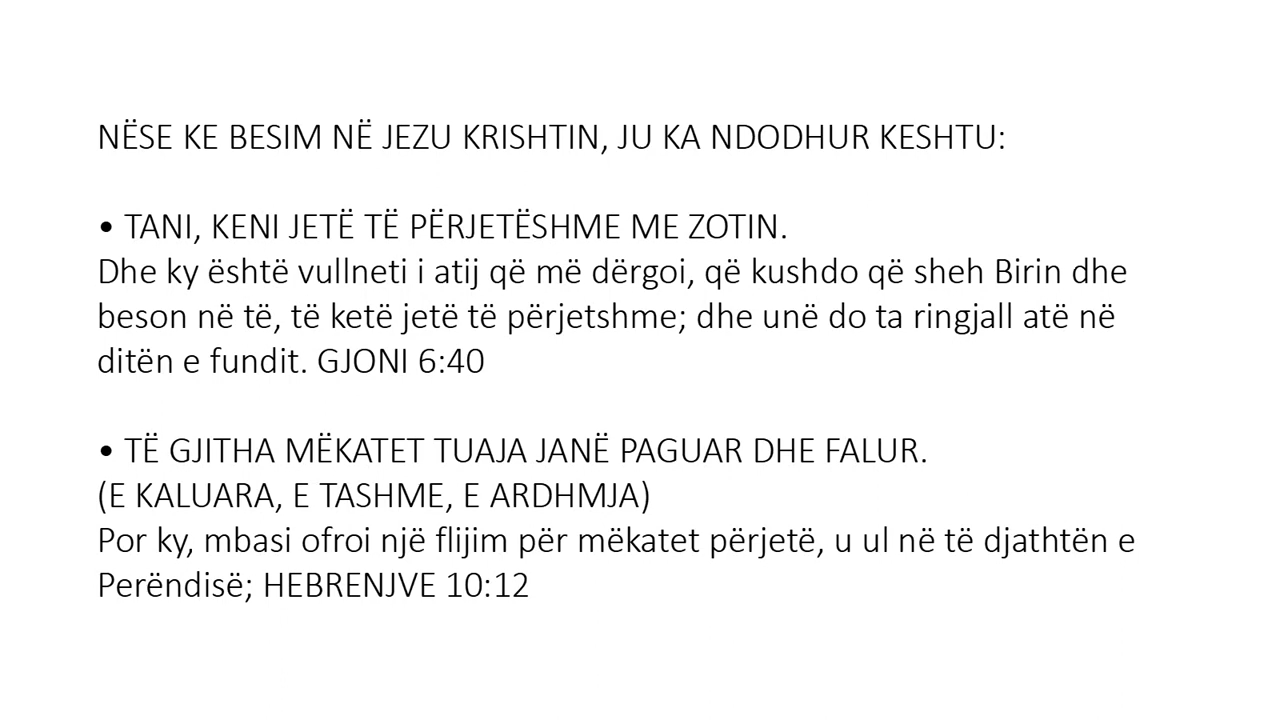 NËSE KE BESIM NË JEZU KRISHTIN, JU KA NDODHUR KESHTU:
• TANI, KENI JETË TË PËRJETËSHME ME ZOTIN.
Dhe ky është vullneti i atij që më dërgoi, që kushdo që sheh Birin dhe
beson në të, të ketë jetë të përjetshme; dhe unë do ta ringjall atë në
ditën e fundit. GJONI 6:40
• TË GJITHA MËKATET TUAJA JANË PAGUAR DHE FALUR.
(E KALUARA, E TASHME, E ARDHMJA)
Por ky, mbasi ofroi një flijim për mëkatet përjetë, u ul në të djathtën e
Perëndisë; HEBRENJVE 10:12